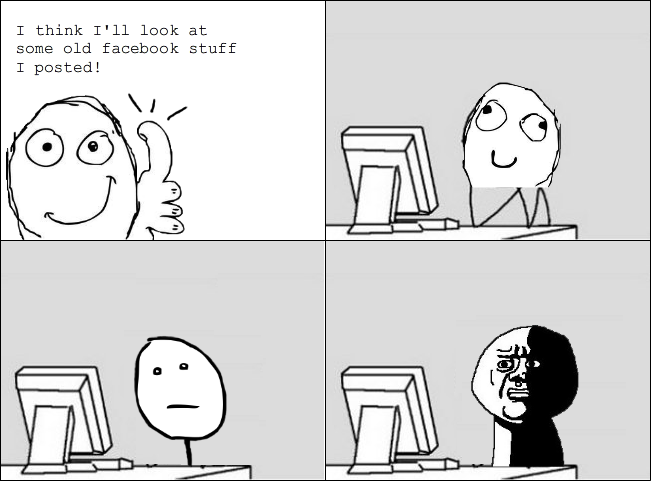 I think I'll look at
some old facebook stuff
I posted!